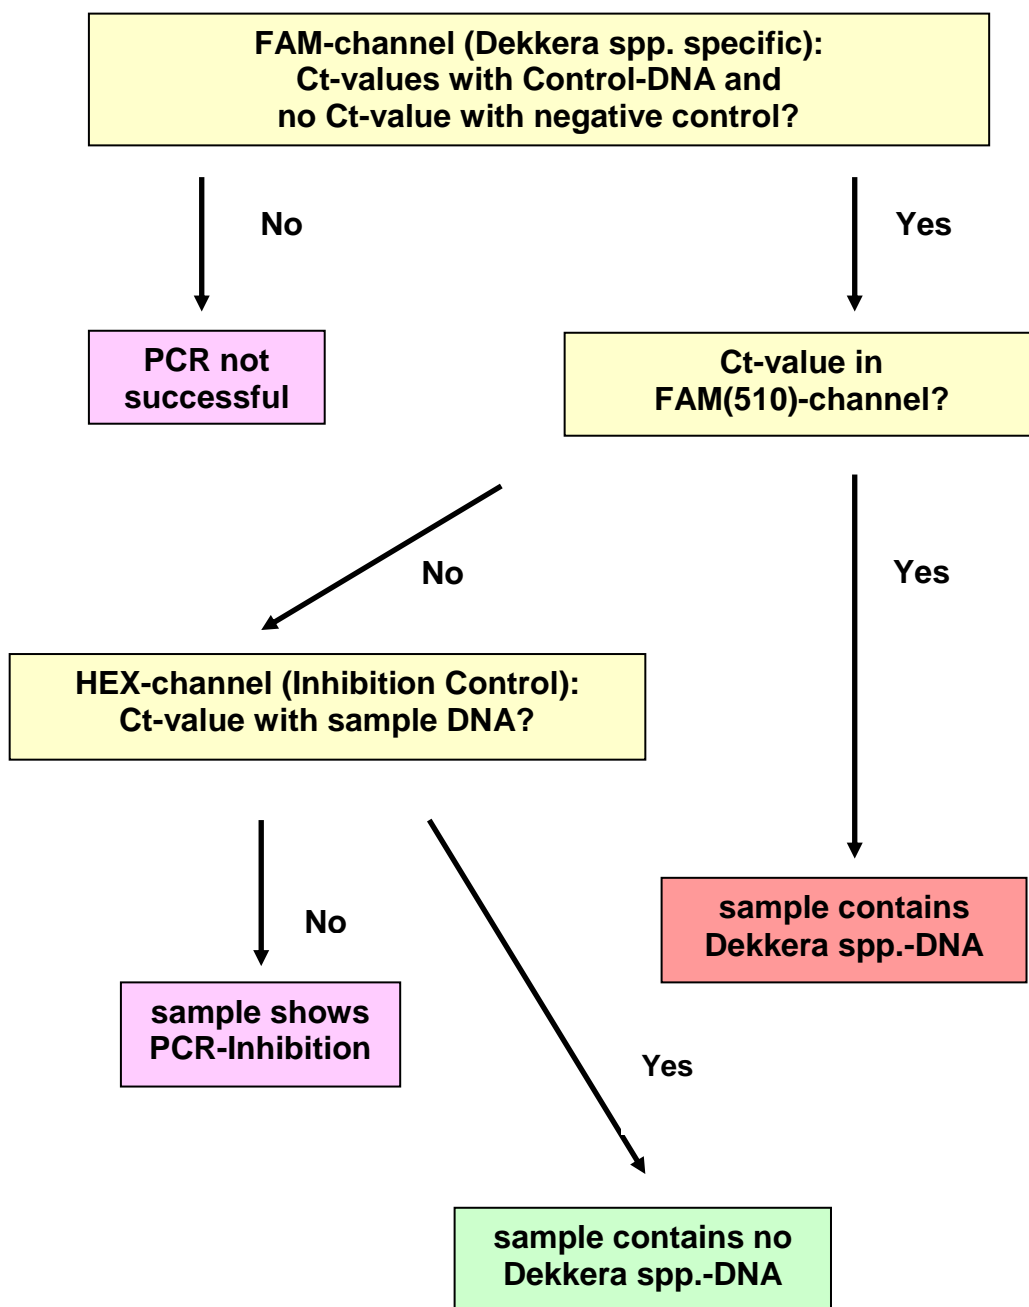 FAM-channel (Dekkera spp. specific):
Ct-values with Control-DNA and
no Ct-value with negative control?
No
Yes
PCR not
successful
Ct-value in
FAM(510)-channel?
No
Yes
HEX-channel (Inhibition Control):
Ct-value with sample DNA?
sample contains
Dekkera spp.-DNA
No
sample shows
PCR-Inhibition
Yes
sample contains no
Dekkera spp.-DNA